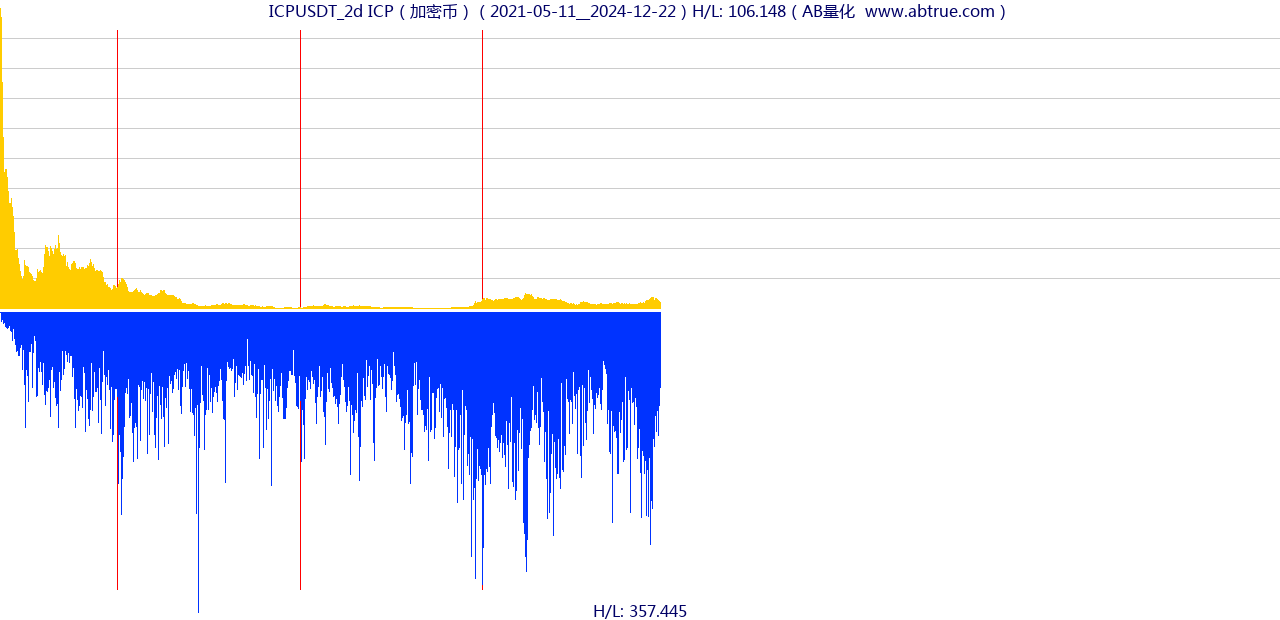 ICPUSDT_2d ICP（加密币）（2021-05-11__2024-12-22）H/L: 106.148（AB量化  www.abtrue.com）
H/L: 357.445